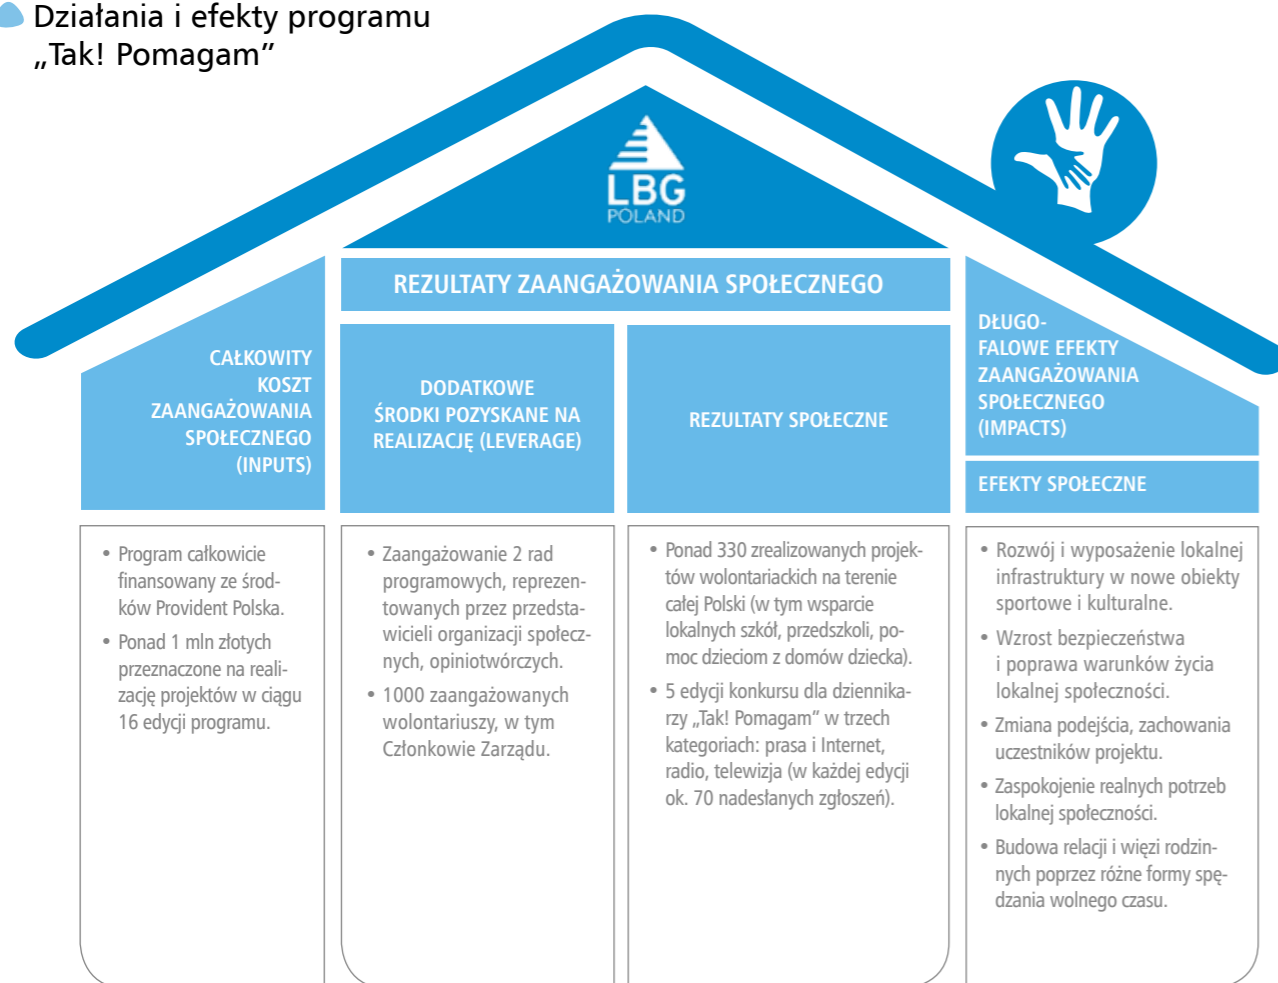 Działania i efekty programu
„Tak! Pomagam”
LBG
POLAND
REZULTATY ZAANGAŻOWANIA SPOŁECZNEGO
CAŁKOWITY
KOSZT
ZAANGAŻOWANIA
SPOŁECZNEGO
(INPUTS)
DODATKOWE
ŚRODKI POZYSKANE NA
REALIZACJĘ (LEVERAGE)
REZULTATY SPOŁECZNE
DŁUGO-
FALOWE EFEKTY
ZAANGAŻOWANIA
SPOŁECZNEGO
(IMPACTS)
EFEKTY SPOŁECZNE
• Program całkowicie
finansowany ze środ-
ków Provident Polska.
• Ponad 1 mln złotych
przeznaczone na reali-
zację projektów w ciągu
16 edycji programu.
• Zaangażowanie 2 rad
programowych, reprezen-
towanych przez przedsta-
wicieli organizacji społecz-
nych, opiniotwórczych.
• 1000 zaangażowanych
wolontariuszy, w tym
Członkowie Zarządu.
• Ponad 330 zrealizowanych projek-
tów wolontariackich na terenie
całej Polski (w tym wsparcie
lokalnych szkół, przedszkoli, po-
moc dzieciom z domów dziecka).
• 5 edycji konkursu dla dziennika-
rzy „Tak! Pomagam” w trzech
kategoriach: prasa i Internet,
radio, telewizja (w każdej edycji
ok. 70 nadesłanych zgłoszeń).
• Rozwój i wyposażenie lokalnej
infrastruktury w nowe obiekty
sportowe i kulturalne.
• Wzrost bezpieczeństwa
i poprawa warunków życia
lokalnej społeczności.
• Zmiana podejścia, zachowania
uczestników projektu.
• Zaspokojenie realnych potrzeb
lokalnej społeczności.
• Budowa relacji i więzi rodzin-
nych poprzez różne formy spę-
dzania wolnego czasu.